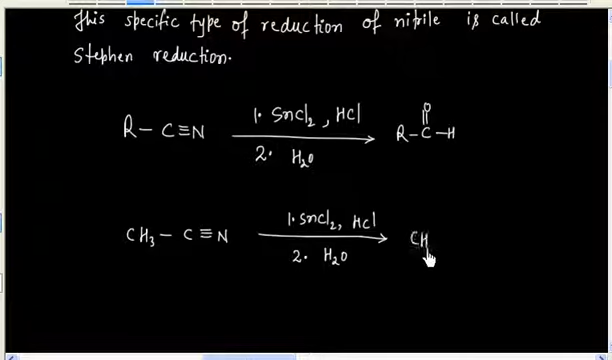 This specific type of reduction of nitrile is called
Stephen reduction.
R – C ≡ N
1. SnCl2 , HCl
2. H2O
O
||
R – C – H
CH3 – C ≡ N
1. SnCl2, HCl
2. H2O
CH